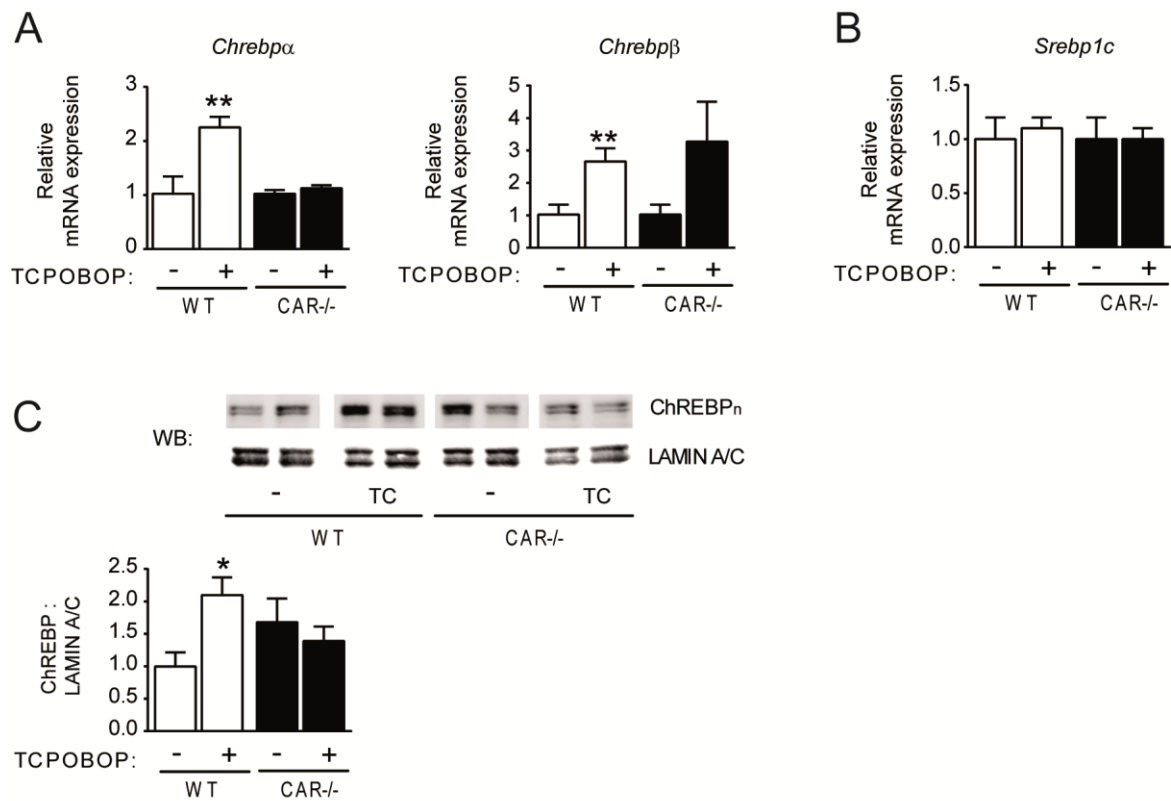 A
B
Chrebpα
Chrebpβ
Srebp1c
Relative
mRNA expression
3
2
1
0
**
TCPOBOP:
- + - +
WT CAR-/-
Relative
mRNA expression
5
4
3
2
1
0
**
TCPOBOP:
- + - +
WT CAR-/-
Relative
mRNA expression
1.5
1.0
0.5
0.0
TCPOBOP:
- + - +
WT CAR-/-
C
WB:
ChREBPn
LAMIN A/C
- TC - TC
WT CAR-/-
ChREBP :
LAMIN A/C
2.5
2.0
1.5
1.0
0.5
0.0
*
TCPOBOP:
- + - +
WT CAR-/-